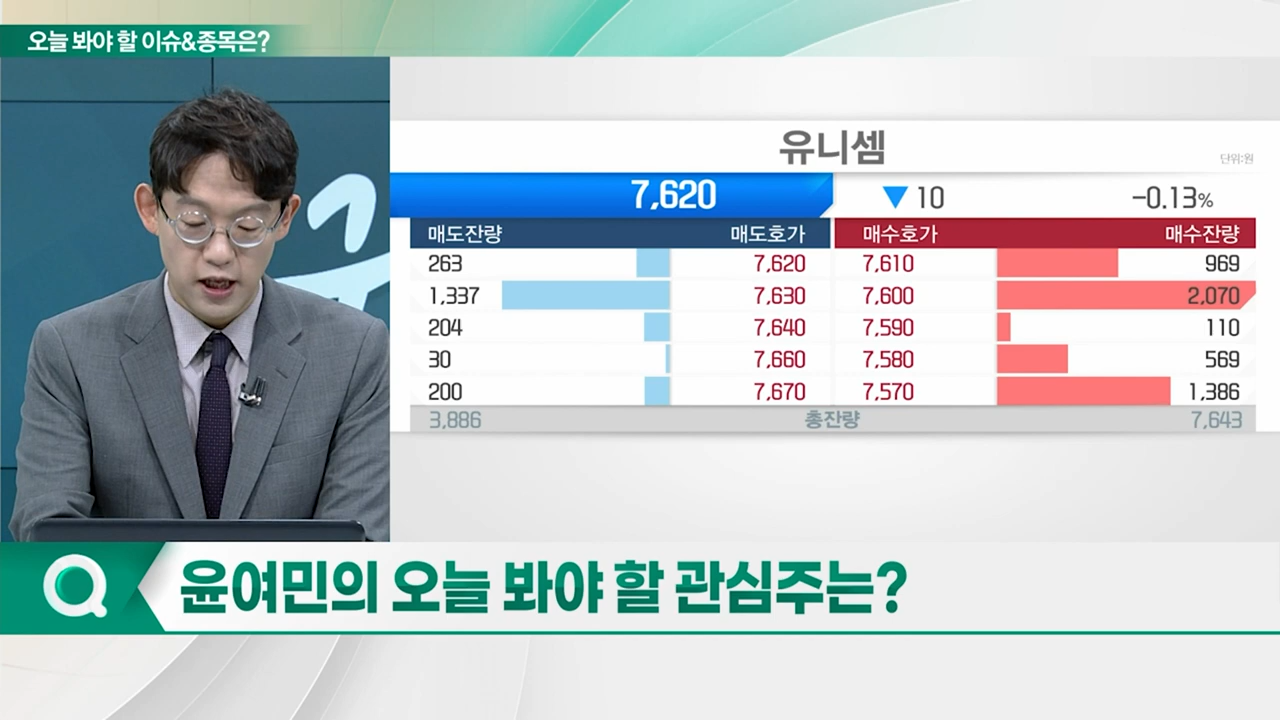 오늘 봐야 할 이슈&종목은?
유니셈
단위:원
7,620 ▼ 10 -0.13%
매도잔량 매도호가 매수호가 매수잔량
263 7,620 7,610 969
1,337 7,630 7,600 2,070
204 7,640 7,590 110
30 7,660 7,580 569
200 7,670 7,570 1,386
3,886 총잔량 7,643
윤여민의 오늘 봐야 할 관심주는?